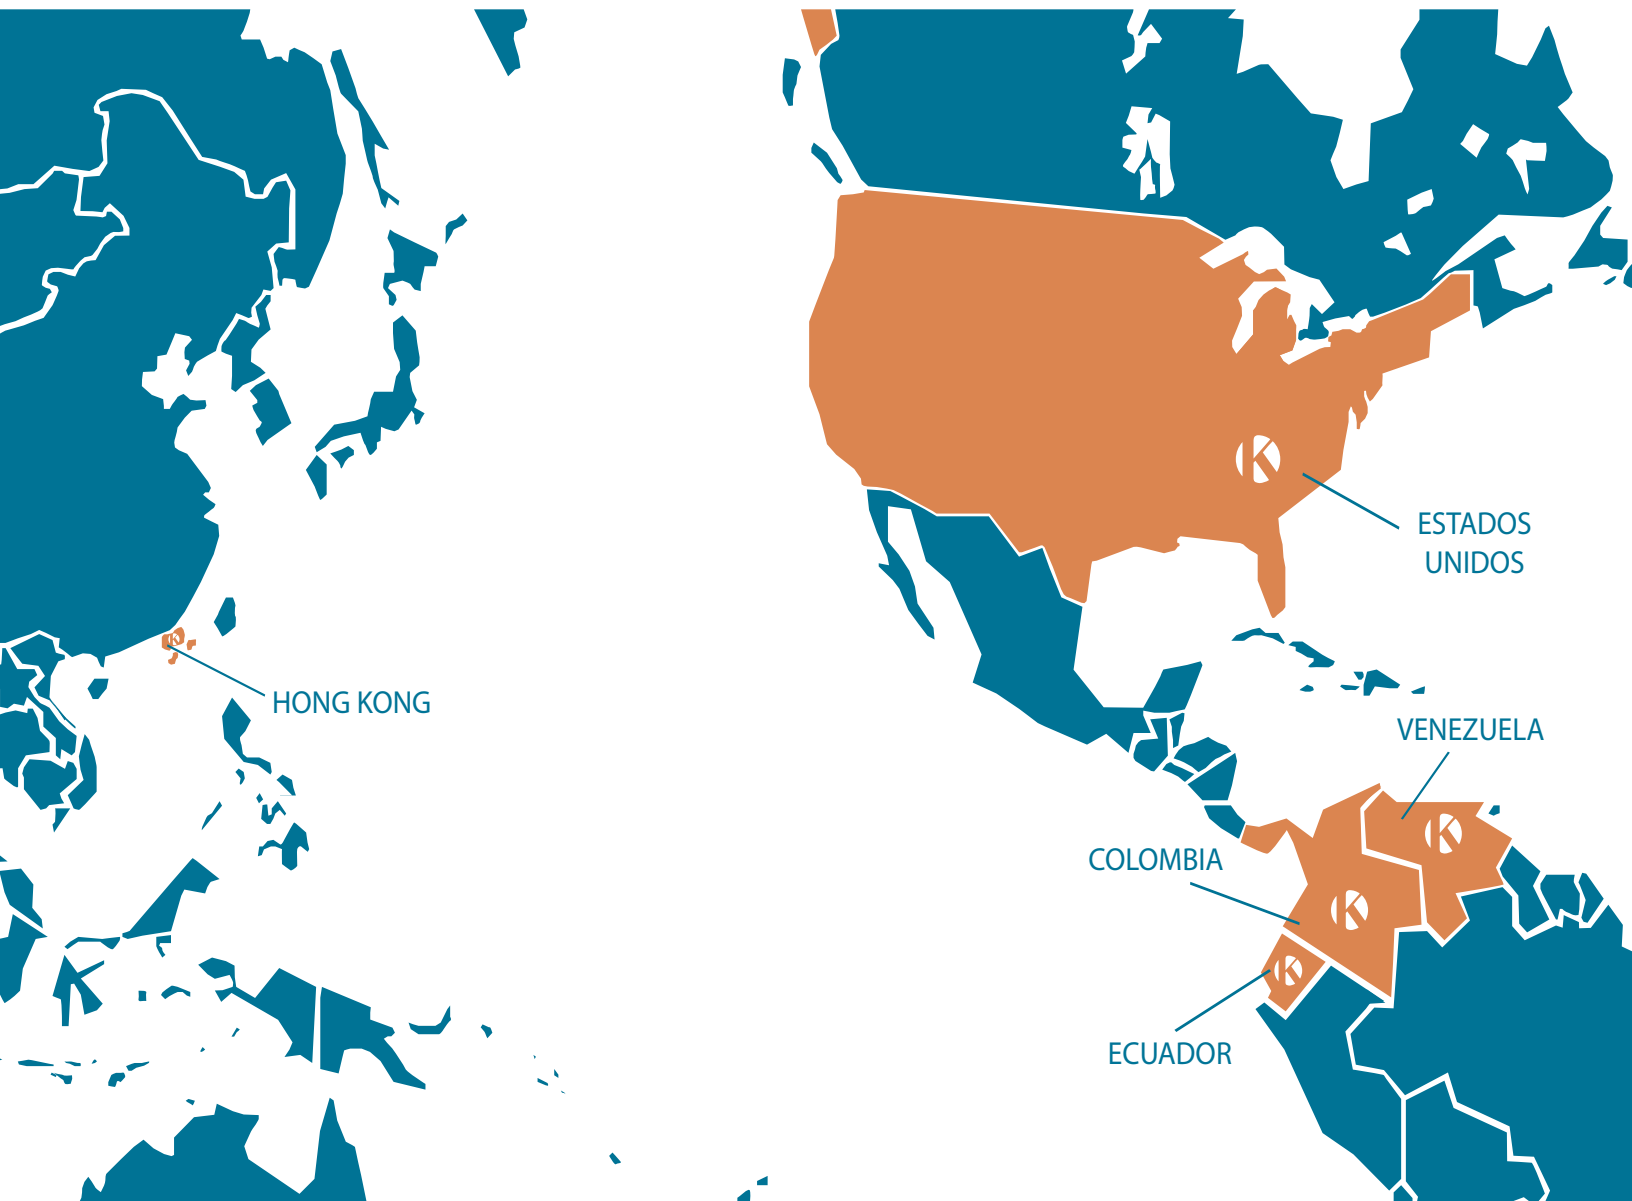 ESTADOS
UNIDOS
HONG KONG
VENEZUELA
COLOMBIA
ECUADOR
K
K
K
K
K